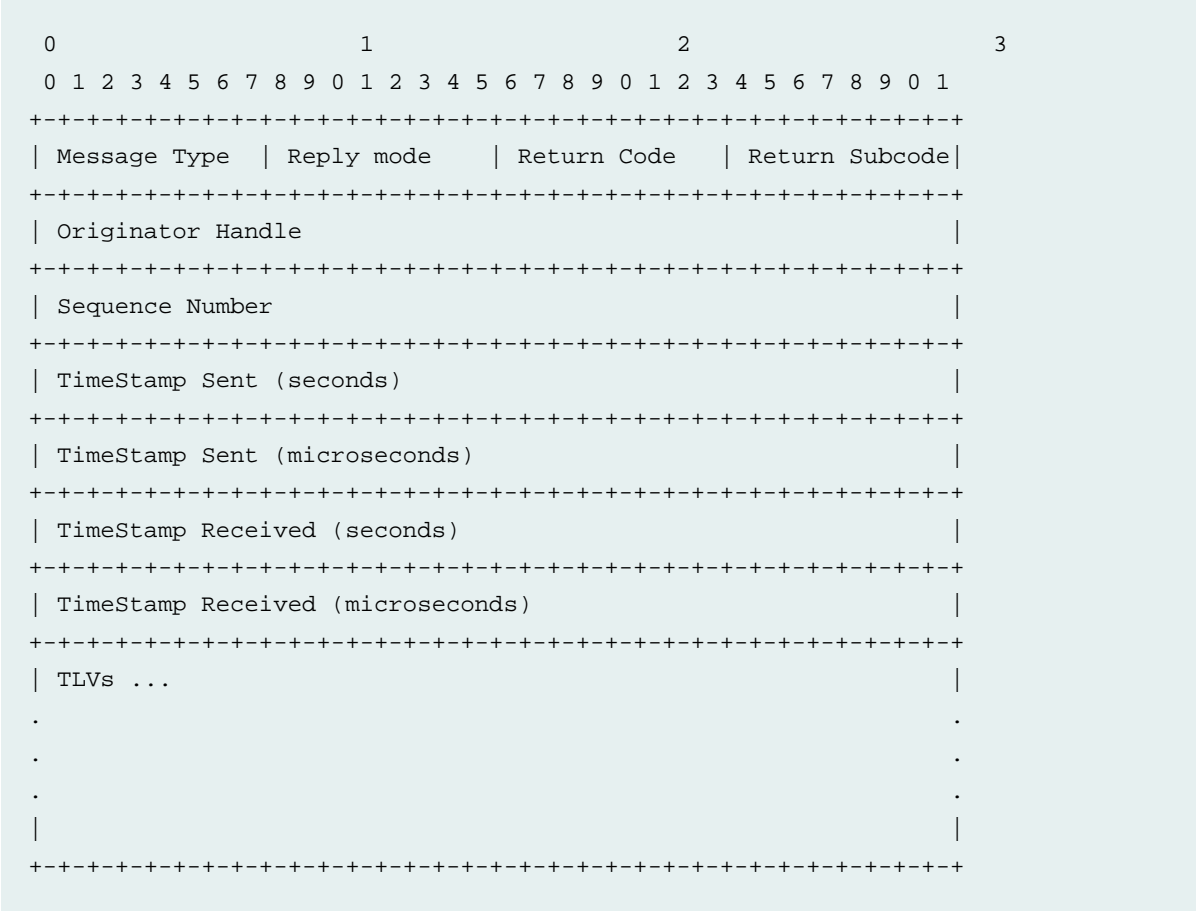 0                     1                     2                     3
 0 1 2 3 4 5 6 7 8 9 0 1 2 3 4 5 6 7 8 9 0 1 2 3 4 5 6 7 8 9 0 1
+-+-+-+-+-+-+-+-+-+-+-+-+-+-+-+-+-+-+-+-+-+-+-+-+-+-+-+-+-+-+-+-+
| Message Type  | Reply mode    | Return Code   | Return Subcode|
+-+-+-+-+-+-+-+-+-+-+-+-+-+-+-+-+-+-+-+-+-+-+-+-+-+-+-+-+-+-+-+-+
| Originator Handle                                             |
+-+-+-+-+-+-+-+-+-+-+-+-+-+-+-+-+-+-+-+-+-+-+-+-+-+-+-+-+-+-+-+-+
| Sequence Number                                               |
+-+-+-+-+-+-+-+-+-+-+-+-+-+-+-+-+-+-+-+-+-+-+-+-+-+-+-+-+-+-+-+-+
| TimeStamp Sent (seconds)                                      |
+-+-+-+-+-+-+-+-+-+-+-+-+-+-+-+-+-+-+-+-+-+-+-+-+-+-+-+-+-+-+-+-+
| TimeStamp Sent (microseconds)                                 |
+-+-+-+-+-+-+-+-+-+-+-+-+-+-+-+-+-+-+-+-+-+-+-+-+-+-+-+-+-+-+-+-+
| TimeStamp Received (seconds)                                  |
+-+-+-+-+-+-+-+-+-+-+-+-+-+-+-+-+-+-+-+-+-+-+-+-+-+-+-+-+-+-+-+-+
| TimeStamp Received (microseconds)                             |
+-+-+-+-+-+-+-+-+-+-+-+-+-+-+-+-+-+-+-+-+-+-+-+-+-+-+-+-+-+-+-+-+
| TLVs ...                                                      |
.                                                               .
.                                                               .
.                                                               .
|                                                               |
+-+-+-+-+-+-+-+-+-+-+-+-+-+-+-+-+-+-+-+-+-+-+-+-+-+-+-+-+-+-+-+-+